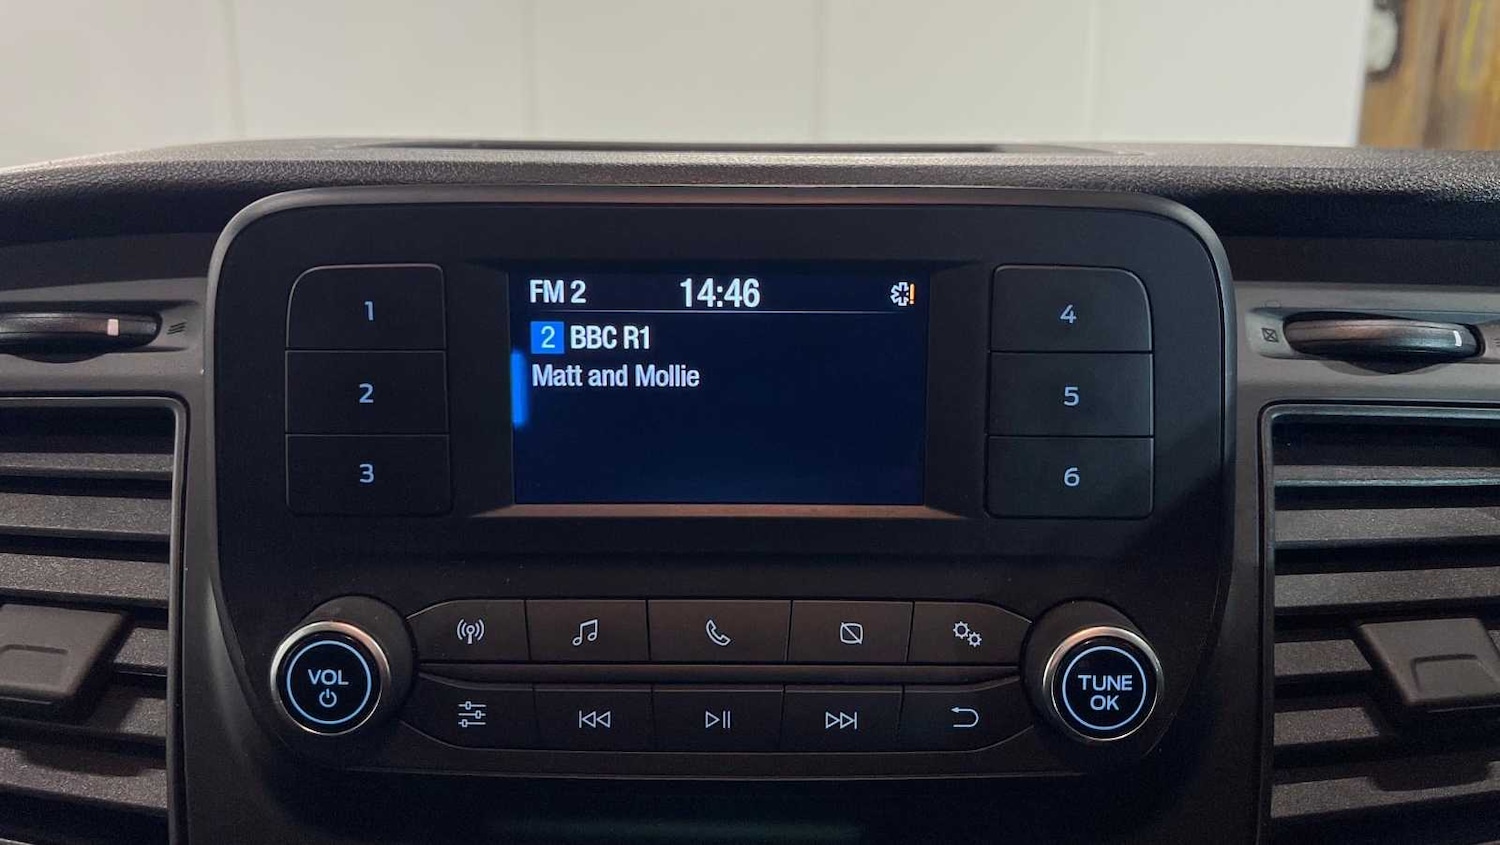 FM 2 14:46
2 BBC R1
Matt and Mollie
1
2
3
4
5
6
VOL
TUNE
OK